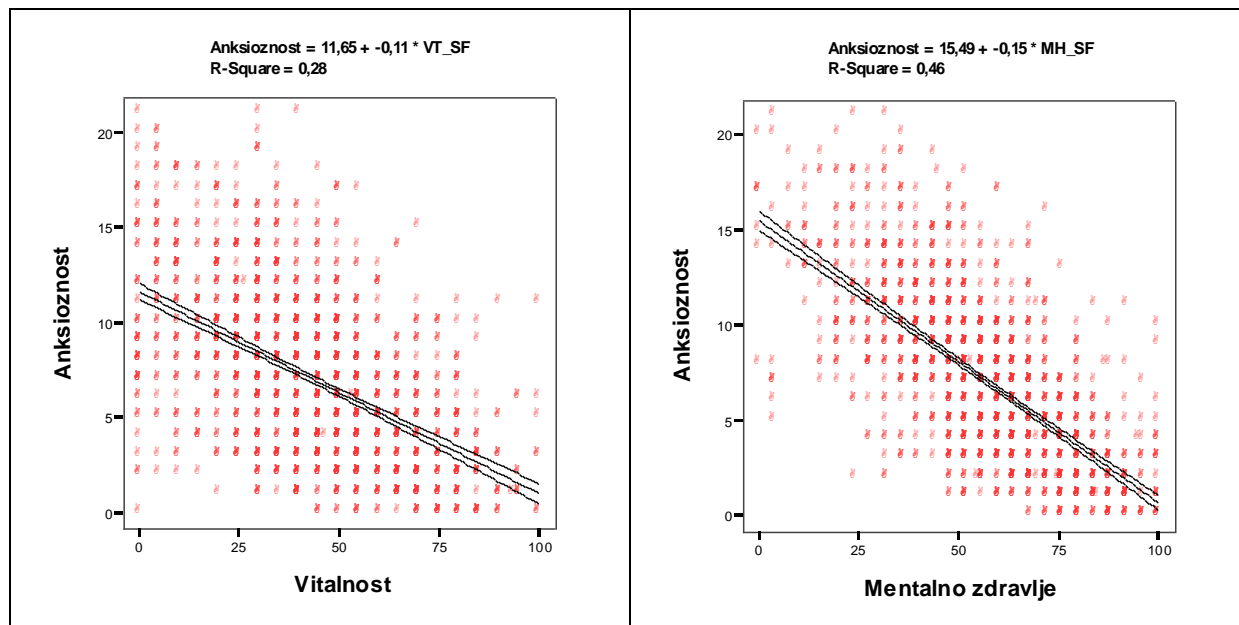 Anksioznost = 11,65 + -0,11 * VT_SF
R-Square = 0,28
20
15
10
5
0
Anksioznost
0 25 50 75 100
Vitalnost
Anksioznost = 15,49 + -0,15 * MH_SF
R-Square = 0,46
20
15
10
5
0
Anksioznost
0 25 50 75 100
Mentalno zdravlje